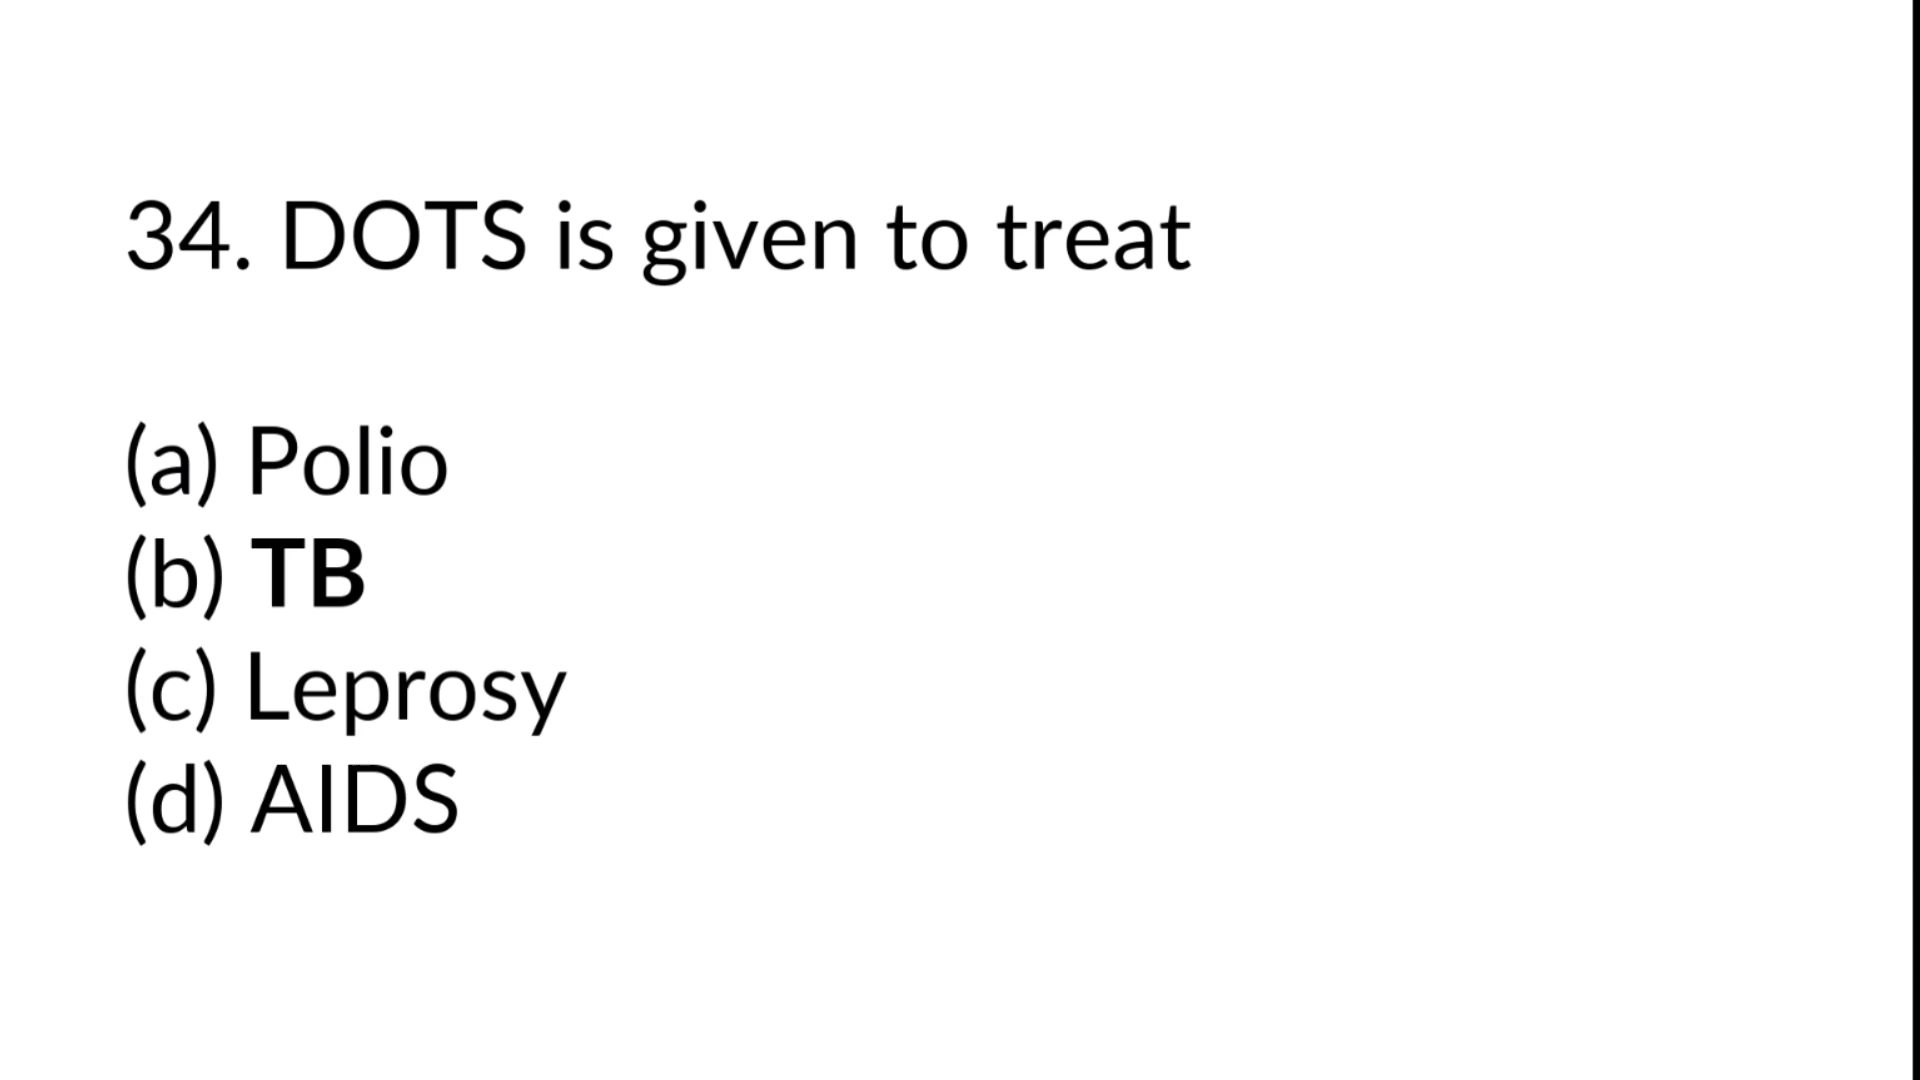 34. DOTS is given to treat
(a) Polio
(b) TB
(c) Leprosy
(d) AIDS